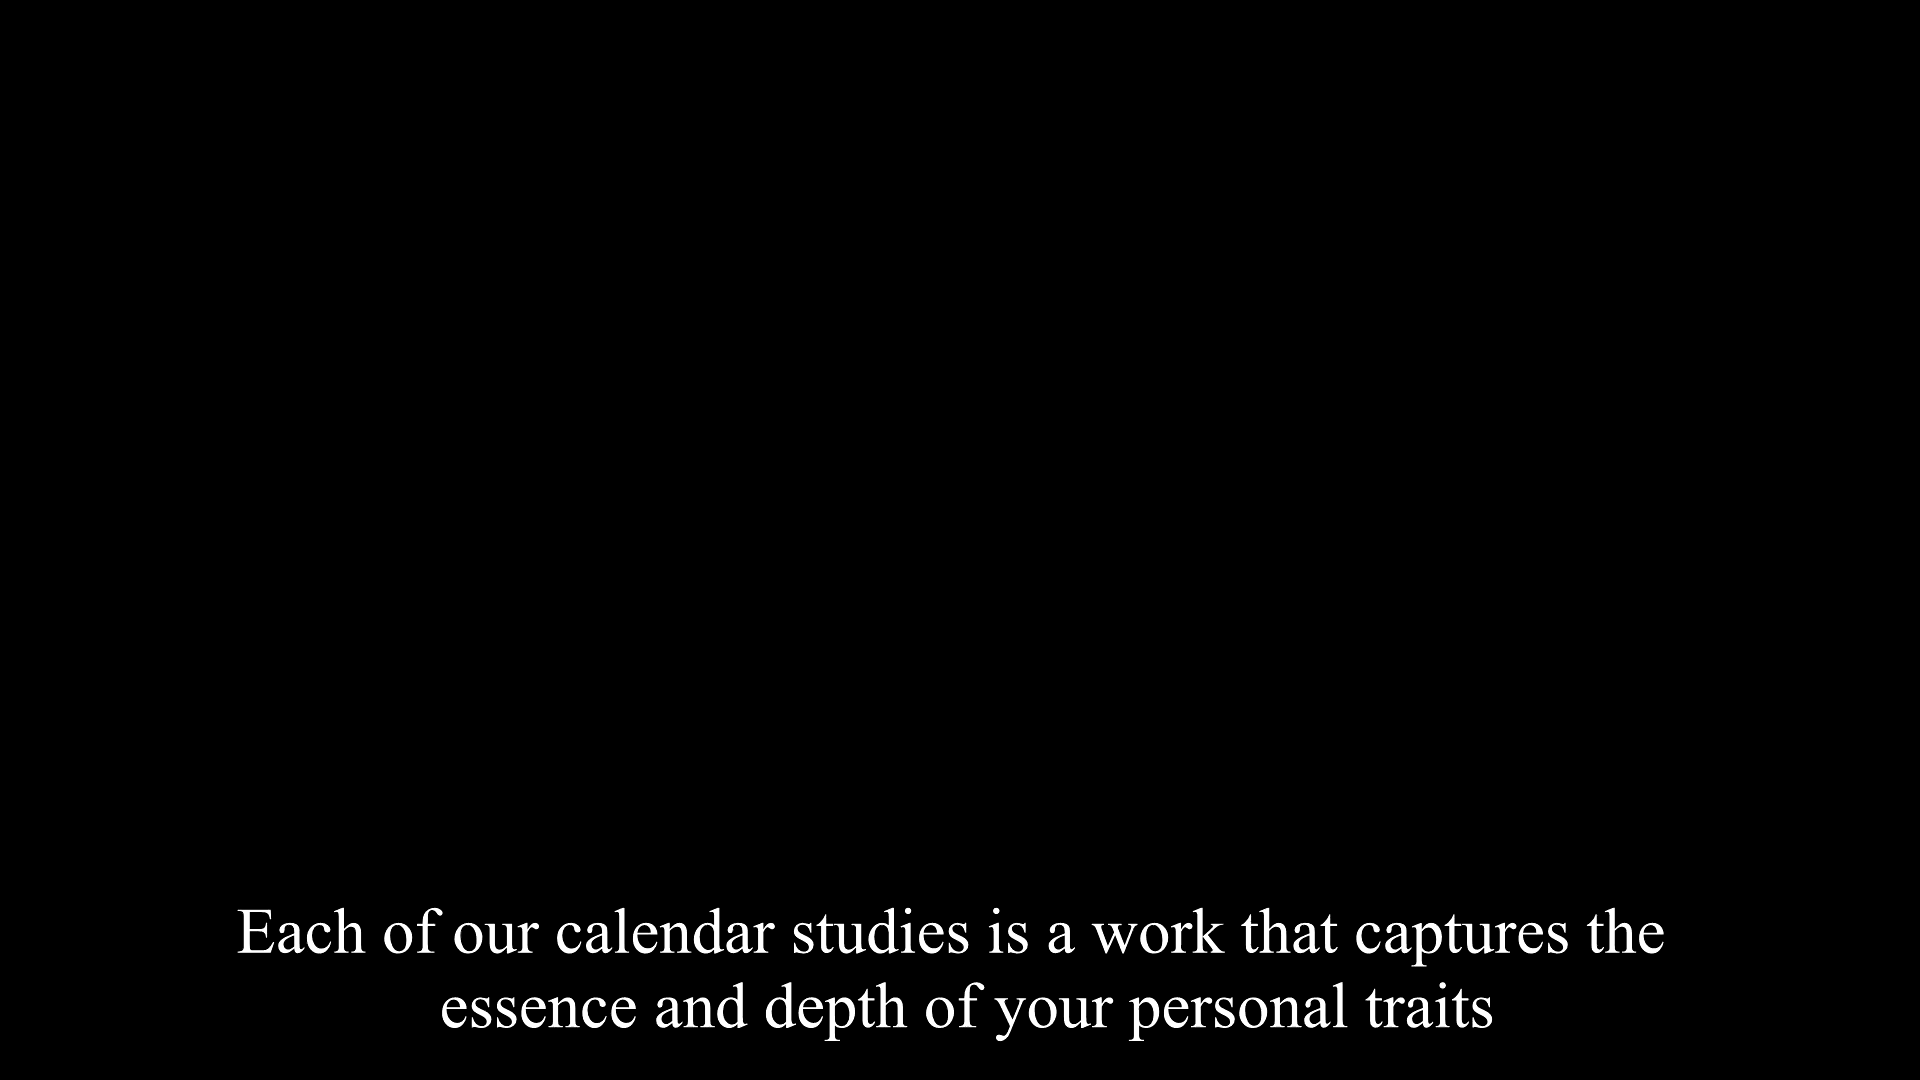 Each of our calendar studies is a work that captures the
essence and depth of your personal traits